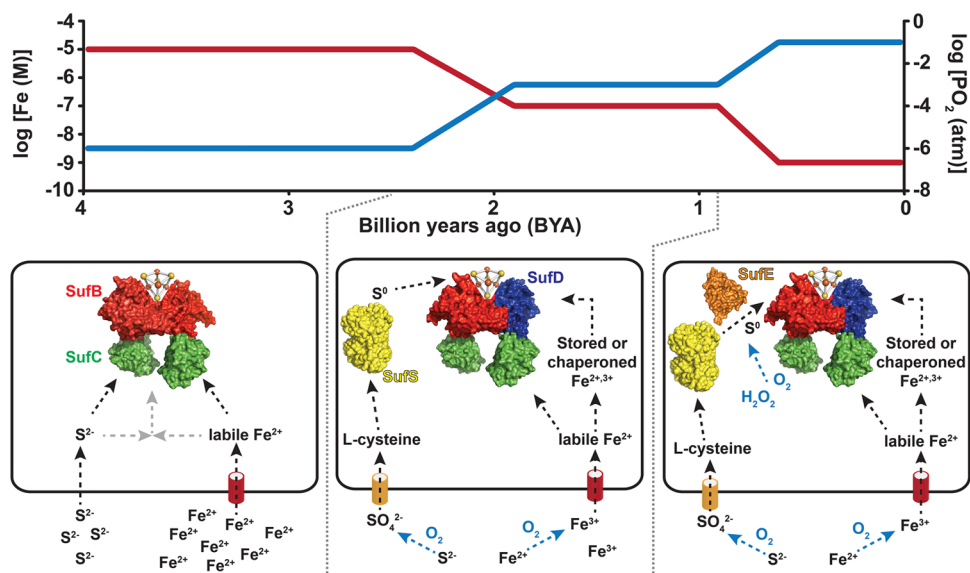 log [Fe (M)]
-4
-5
-6
-7
-8
-9
-10
0
-2
-4
-6
-8
log [PO2 (atm)]
4
3
2
1
0
Billion years ago (BYA)
SufB
SufC
S2-
labile Fe2+
S2-
S2-
S2-
S2-
Fe2+
Fe2+
Fe2+
Fe2+
Fe2+
Fe2+
Fe2+
Fe2+
S0
SufD
SufS
Stored or
chaperoned
Fe2+,3+
L-cysteine
labile Fe2+
SO42-
O2
S2-
O2
Fe2+
Fe3+
Fe3+
SufE
S0
O2
H2O2
Stored or
chaperoned
Fe2+,3+
L-cysteine
labile Fe2+
SO42-
O2
S2-
O2
Fe2+
Fe3+